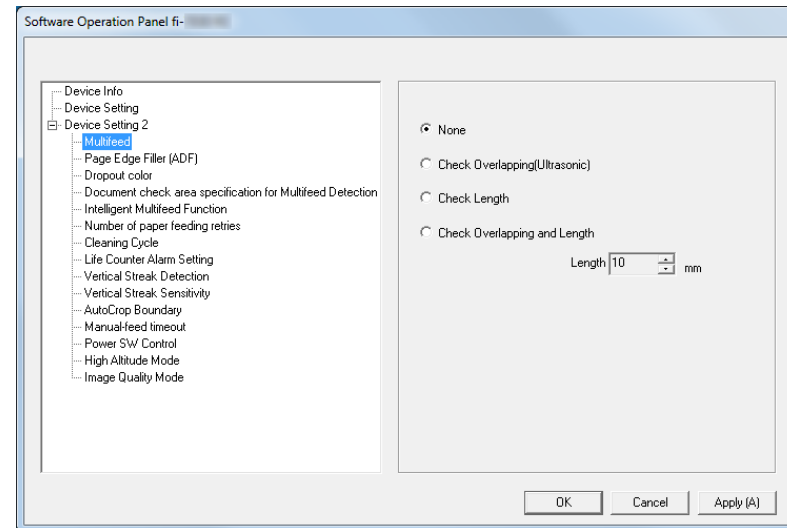 Software Operation Panel fi-
Device Info
Device Setting
Device Setting 2
Multifeed
Page Edge Filler (ADF)
Dropout color
Document check area specification for Multifeed Detection
Intelligent Multifeed Function
Number of paper feeding retries
Cleaning Cycle
Life Counter Alarm Setting
Vertical Streak Detection
Vertical Streak Sensitivity
AutoCrop Boundary
Manual-feed timeout
Power SW Control
High Altitude Mode
Image Quality Mode
None
Check Overlapping(Ultrasonic)
Check Length
Check Overlapping and Length
Length 10 mm
OK Cancel Apply (A)